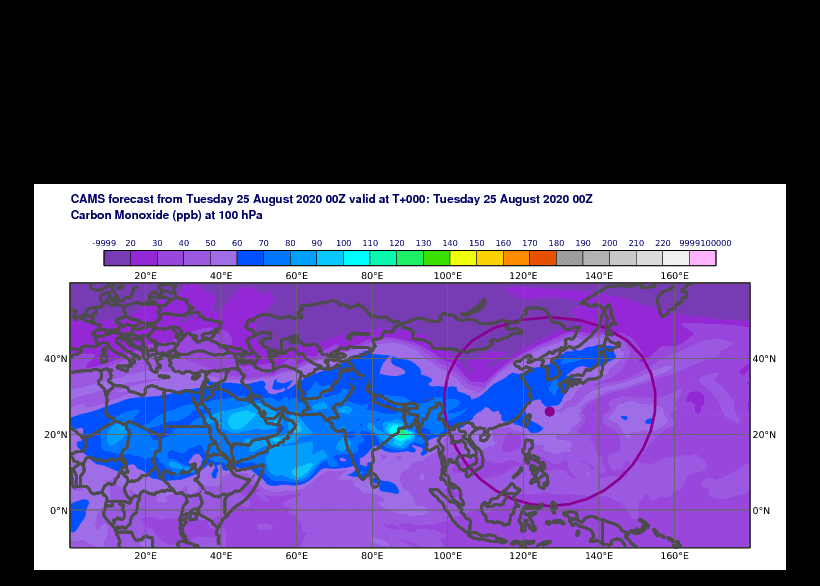 CAMS forecast from Tuesday 25 August 2020 00Z valid at T+000: Tuesday 25 August 2020 00Z
Carbon Monoxide (ppb) at 100 hPa
-9999 20 30 40 50 60 70 80 90 100 110 120 130 140 150 160 170 180 190 200 210 220 9999100000
20°E 40°E 60°E 80°E 100°E 120°E 140°E 160°E
40°N 40°N
20°N 20°N
0°N 0°N
20°E 40°E 60°E 80°E 100°E 120°E 140°E 160°E